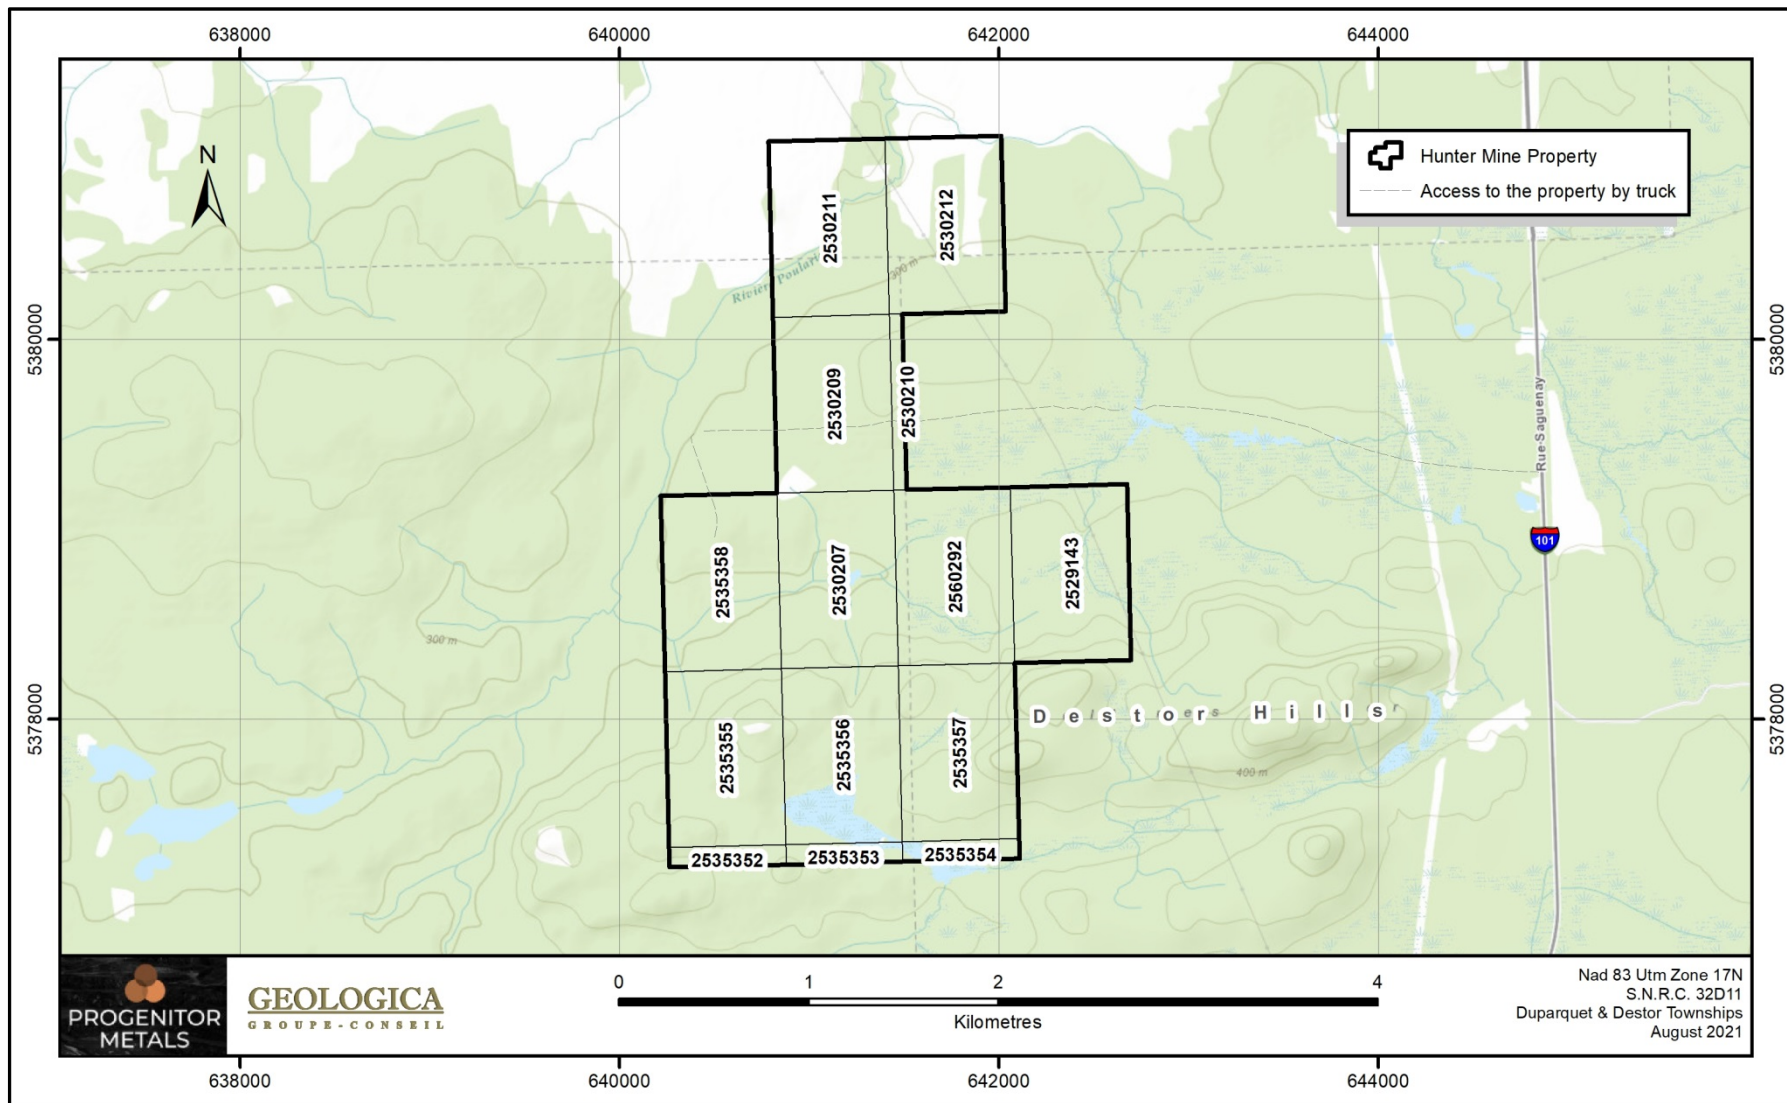 638000
640000
642000
644000
N
Hunter Mine Property
Access to the property by truck
2530211
2530212
300 m
5380000
5380000
2530209
2530210
Rue Saguenay
101
2535358
2530207
2560292
2529143
300 m
5378000
5378000
Destor Hills
2535355
2535356
2535357
400 m
2535352
2535353
2535354
PROGENITOR
METALS
GEOLOGICA
GROUPE-CONSEIL
0
1
2
4
Kilometres
Nad 83 Utm Zone 17N
S.N.R.C. 32D11
Duparquet & Destor Townships
August 2021
638000
640000
642000
644000